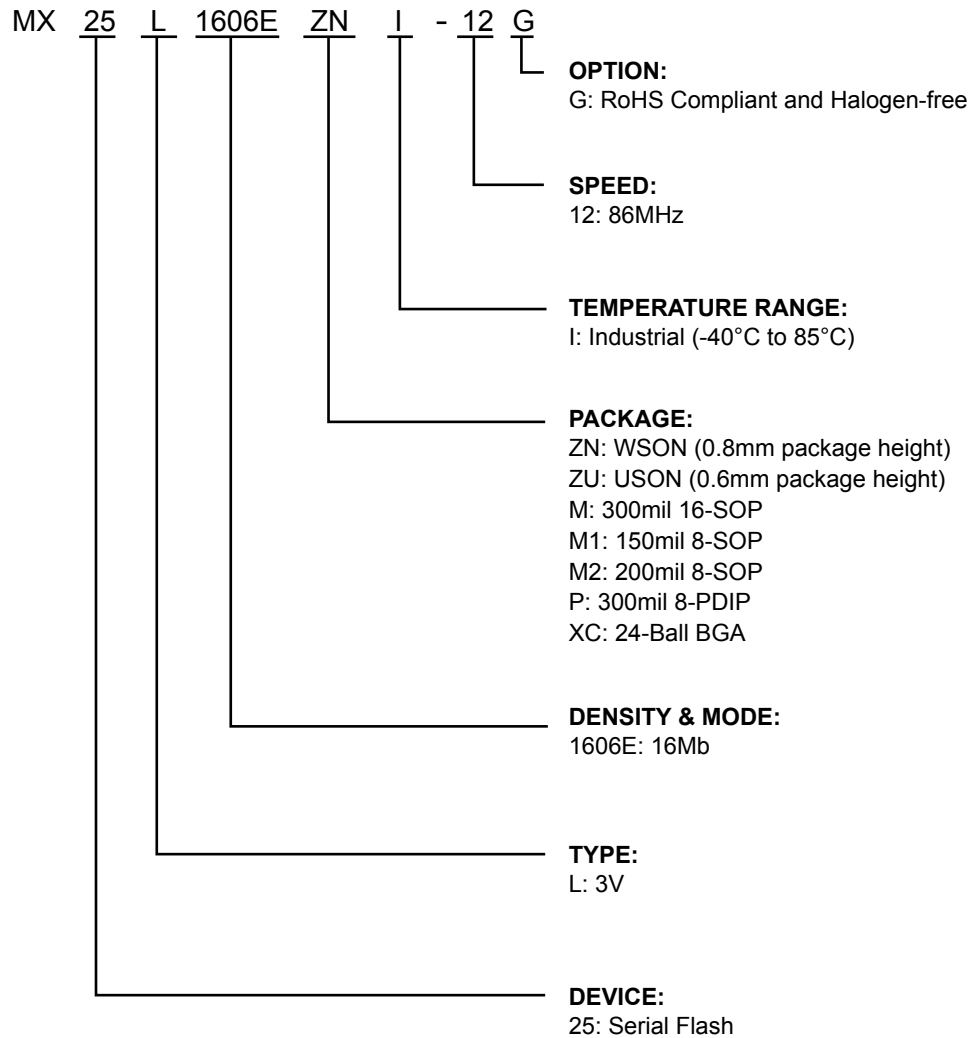 MX 25 L 1606E ZN I - 12 G
OPTION:
G: RoHS Compliant and Halogen-free
SPEED:
12: 86MHz
TEMPERATURE RANGE:
I: Industrial (-40°C to 85°C)
PACKAGE:
ZN: WSON (0.8mm package height)
ZU: USON (0.6mm package height)
M: 300mil 16-SOP
M1: 150mil 8-SOP
M2: 200mil 8-SOP
P: 300mil 8-PDIP
XC: 24-Ball BGA
DENSITY & MODE:
1606E: 16Mb
TYPE:
L: 3V
DEVICE:
25: Serial Flash